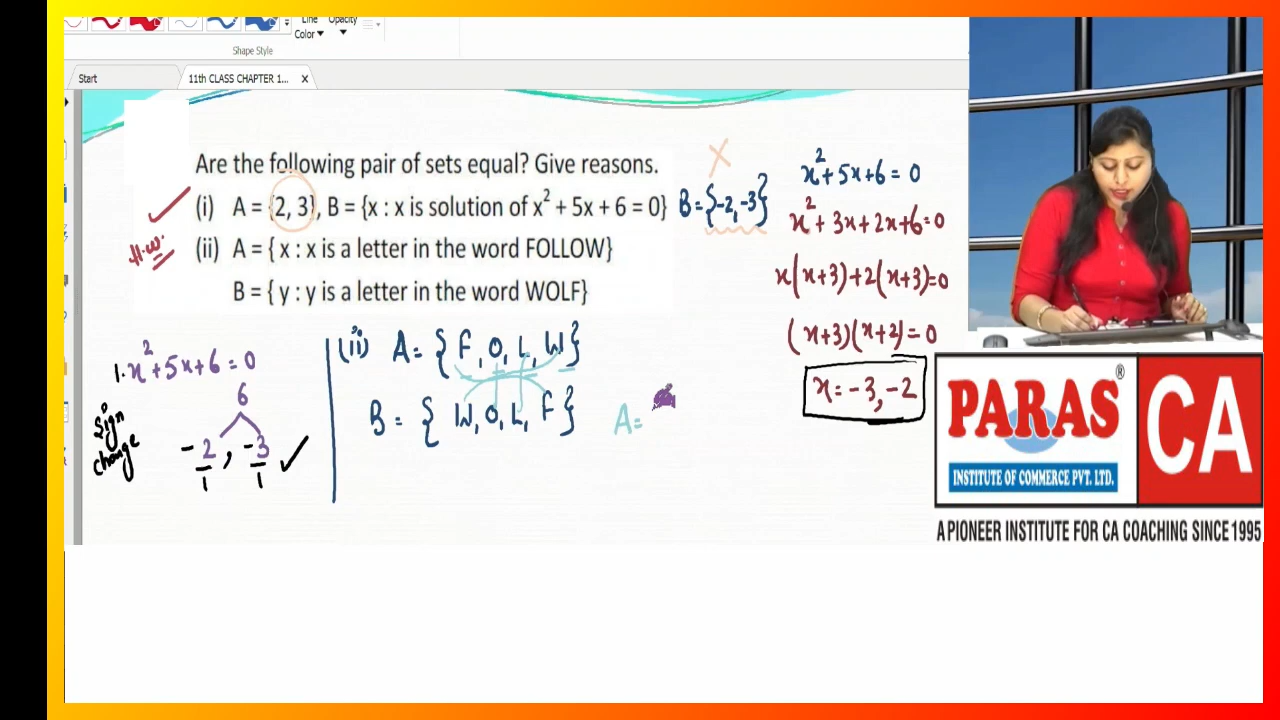 Line
Color
Opacity
Shape Style
Start
11th CLASS CHAPTER 1... X
Are the following pair of sets equal? Give reasons.
(i) A = {2, 3}, B = {x : x is solution of x² + 5x + 6 = 0} B = {-2, -3}
H.W.
(ii) A = { x : x is a letter in the word FOLLOW}
B = { y : y is a letter in the word WOLF}
x² + 5x + 6 = 0
x² + 3x + 2x + 6 = 0
x(x+3) + 2(x+3) = 0
(x+3)(x+2) = 0
x = -3, -2
1. x² + 5x + 6 = 0
6
Sign change
-2/1 , -3/1 ✓
(ii) A = { F, O, L, W}
B = { W, O, L, F }
A =
PARAS®
INSTITUTE OF COMMERCE PVT. LTD.
CA
A PIONEER INSTITUTE FOR CA COACHING SINCE 1995